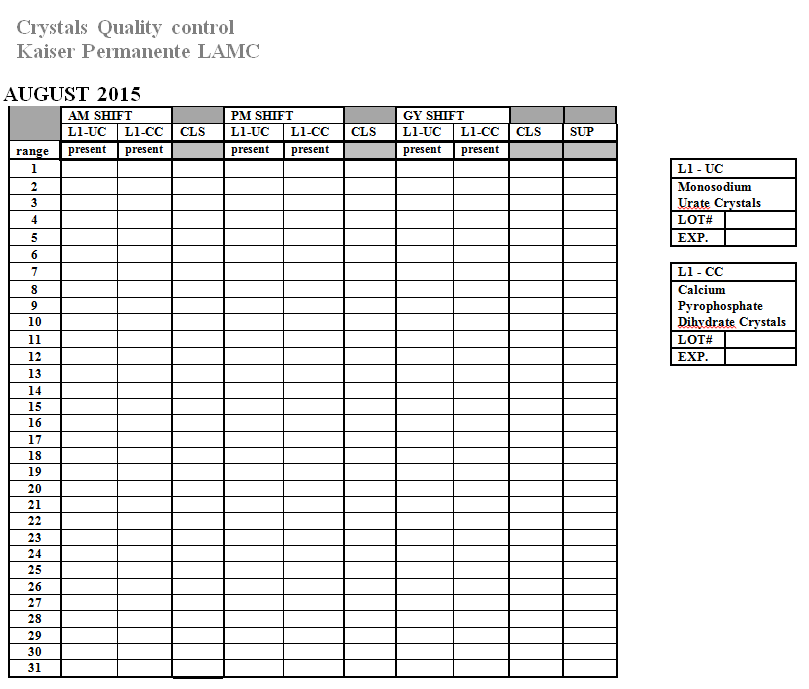 Crystals Quality control
Kaiser Permanente LAMC
AUGUST 2015
AM SHIFT PM SHIFT GY SHIFT
L1-UC L1-CC CLS L1-UC L1-CC CLS L1-UC L1-CC CLS SUP
range present present present present present present
1
2
3
4
5
6
7
8
9
10
11
12
13
14
15
16
17
18
19
20
21
22
23
24
25
26
27
28
29
30
31
L1 - UC
Monosodium
Urate Crystals
LOT#
EXP.
L1 - CC
Calcium
Pyrophosphate
Dihydrate Crystals
LOT#
EXP.